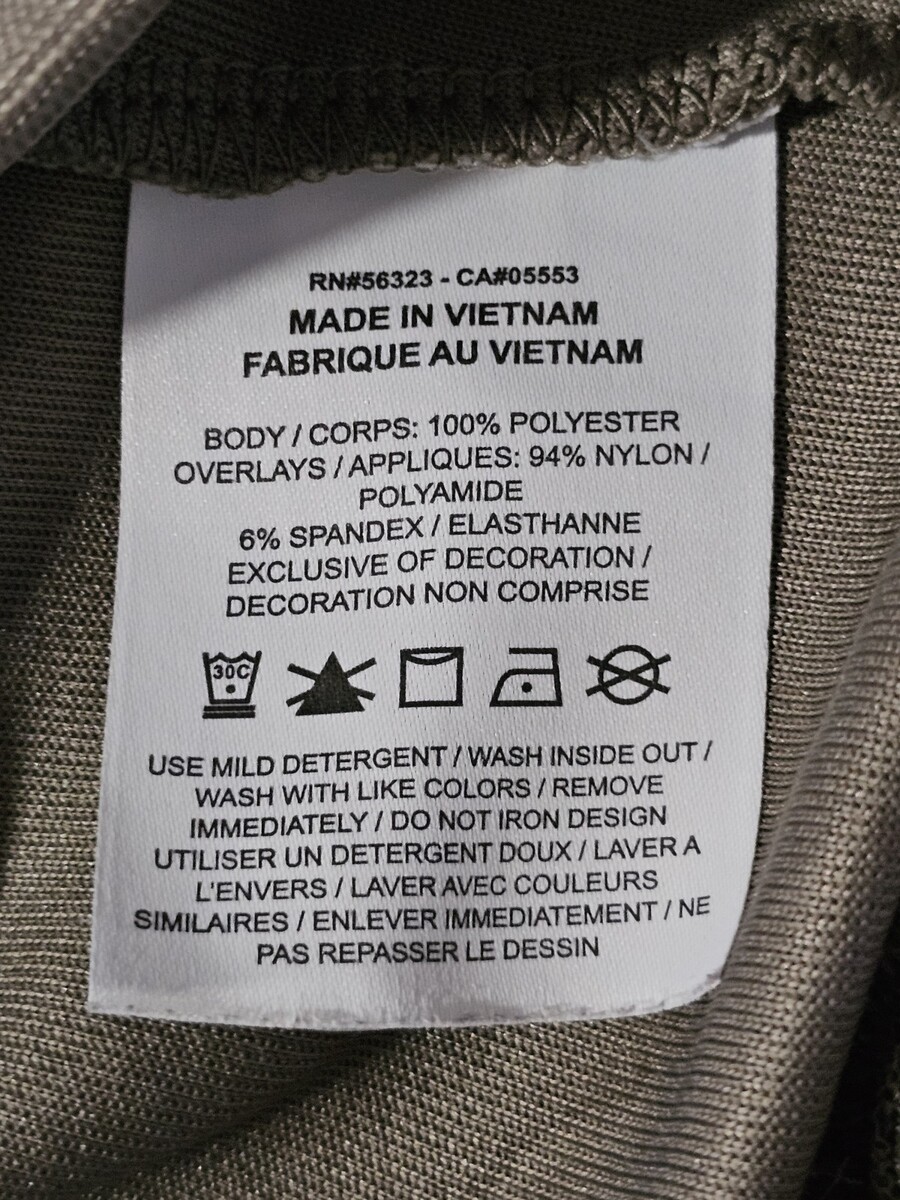 RN#56323 - CA#05553
MADE IN VIETNAM
FABRIQUE AU VIETNAM
BODY / CORPS: 100% POLYESTER
OVERLAYS / APPLIQUES: 94% NYLON /
POLYAMIDE
6% SPANDEX / ELASTHANNE
EXCLUSIVE OF DECORATION /
DECORATION NON COMPRISE
30C
USE MILD DETERGENT / WASH INSIDE OUT /
WASH WITH LIKE COLORS / REMOVE
IMMEDIATELY / DO NOT IRON DESIGN
UTILISER UN DETERGENT DOUX / LAVER A
L'ENVERS / LAVER AVEC COULEURS
SIMILAIRES / ENLEVER IMMEDIATEMENT / NE
PAS REPASSER LE DESSIN